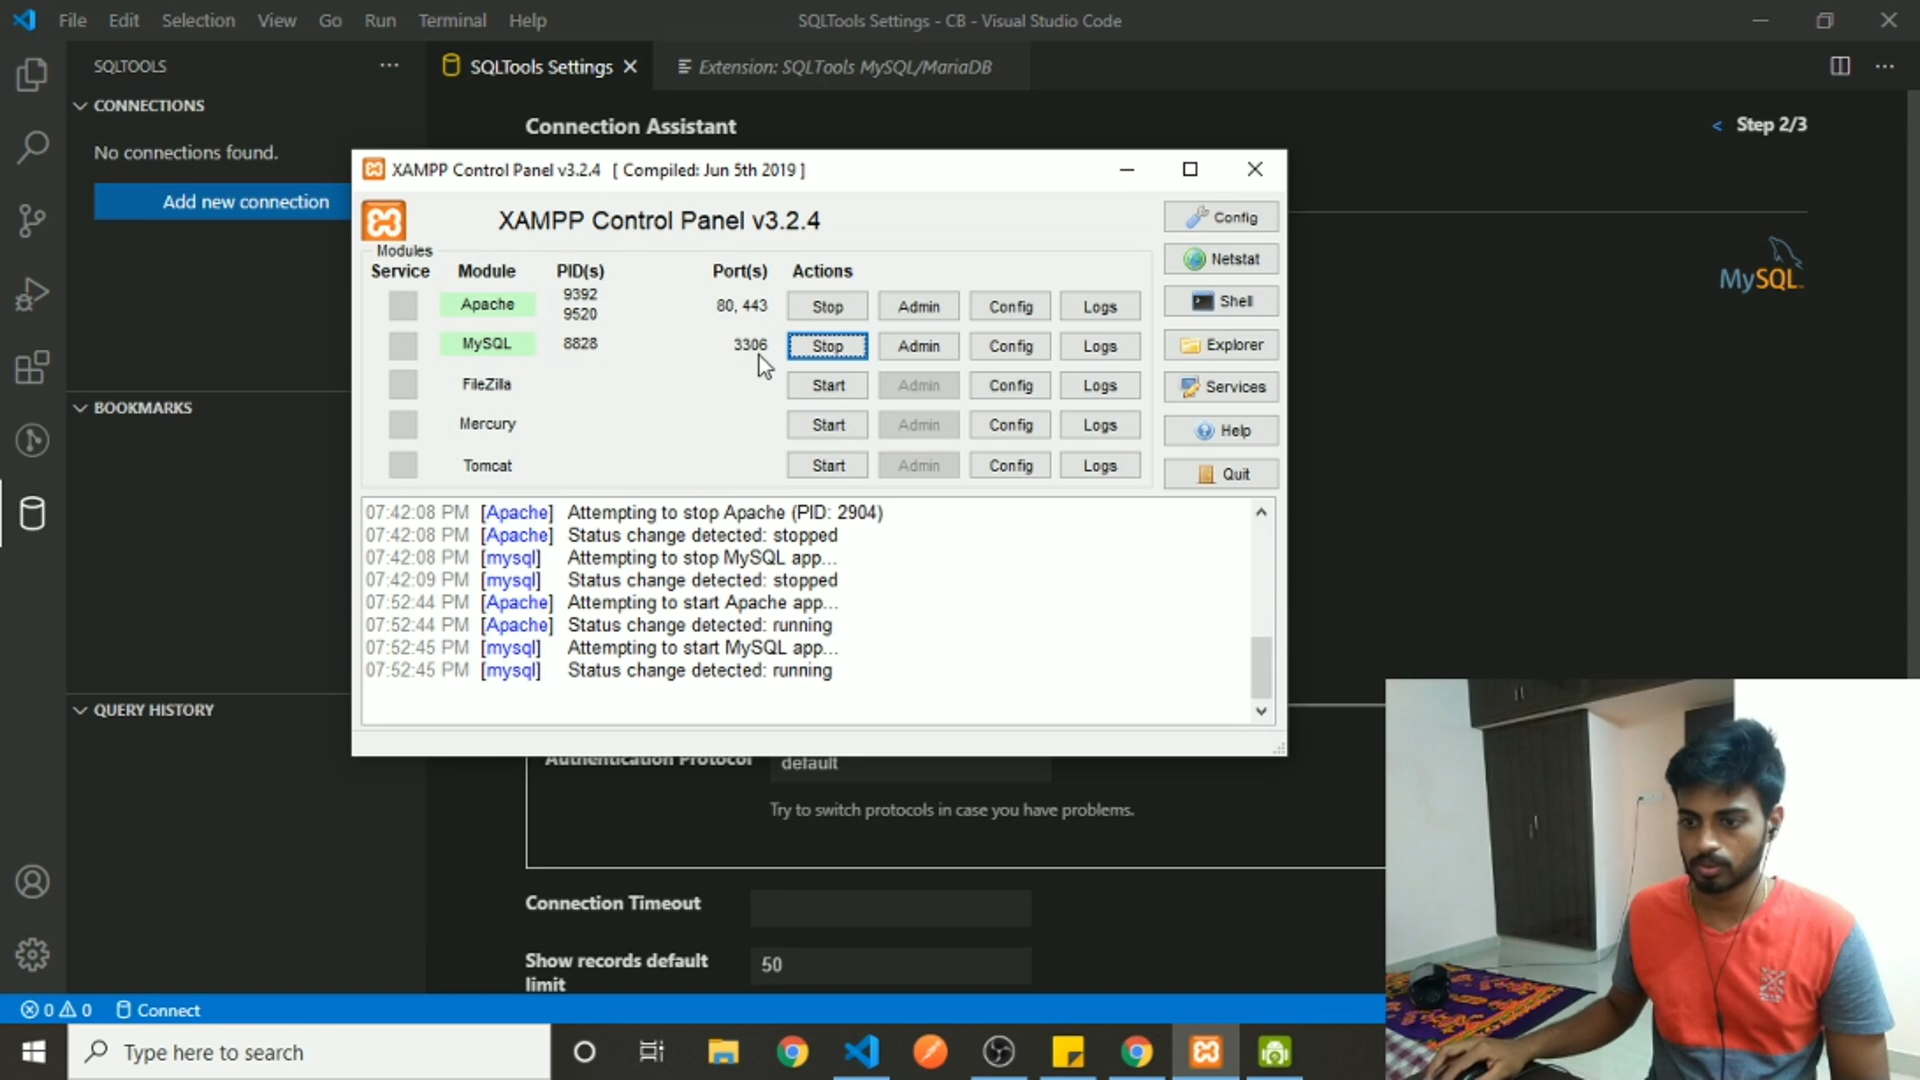 File Edit Selection View Go Run Terminal Help
SQLTools Settings - CB - Visual Studio Code
SQLTOOLS
SQLTools Settings
Extension: SQLTools MySQL/MariaDB
CONNECTIONS
No connections found.
Add new connection
BOOKMARKS
QUERY HISTORY
Connection Assistant
< Step 2/3
MySQL
XAMPP Control Panel v3.2.4 [ Compiled: Jun 5th 2019 ]
XAMPP Control Panel v3.2.4
Config
Modules
Service Module PID(s) Port(s) Actions
Netstat
Apache 9392 9520 80, 443 Stop Admin Config Logs
Shell
MySQL 8828 3306 Stop Admin Config Logs
Explorer
FileZilla Start Admin Config Logs
Services
Mercury Start Admin Config Logs
Help
Tomcat Start Admin Config Logs
Quit
07:42:08 PM [Apache] Attempting to stop Apache (PID: 2904)
07:42:08 PM [Apache] Status change detected: stopped
07:42:08 PM [mysql] Attempting to stop MySQL app...
07:42:09 PM [mysql] Status change detected: stopped
07:52:44 PM [Apache] Attempting to start Apache app...
07:52:44 PM [Apache] Status change detected: running
07:52:45 PM [mysql] Attempting to start MySQL app...
07:52:45 PM [mysql] Status change detected: running
Authentication Protocol default
Try to switch protocols in case you have problems.
Connection Timeout
Show records default limit 50
0 0 Connect
Type here to search